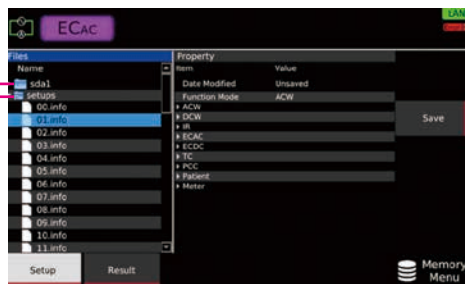 ECAC
LAN
Files
Property
Name
Item Value
sda1
Date Modified Unsaved
setups
Function Mode ACW
00.info
ACW
01.info
DCW
Save
02.info
IR
03.info
ECAC
04.info
ECDC
05.info
TC
06.info
PCC
07.info
Patient
08.info
Meter
09.info
10.info
11.info
Setup Result
Memory
Menu